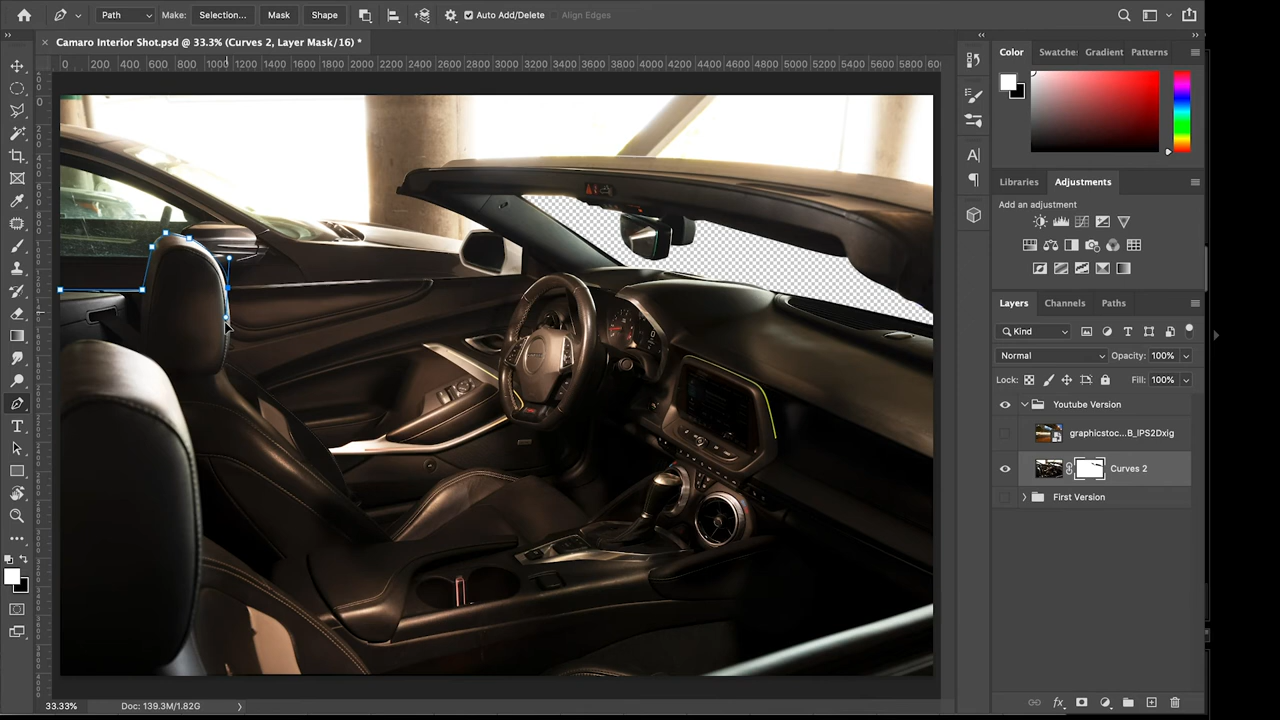 Path
Make:
Selection...
Mask
Shape
Auto Add/Delete
Align Edges
× Camaro Interior Shot.psd @ 33.3% (Curves 2, Layer Mask/16) *
0 200 400 600 800 1000 1200 1400 1600 1800 2000 2200 2400 2600 2800 3000 3200 3400 3600 3800 4000 4200 4400 4600 4800 5000 5200 5400 5600 5800 60
Color
Swatches
Gradient
Patterns
Libraries
Adjustments
Add an adjustment
Layers
Channels
Paths
Kind
Normal
Opacity: 100%
Lock:
Fill: 100%
Youtube Version
graphicstoc...B_lPS2Dxig
Curves 2
First Version
33.33%
Doc: 139.3M/1.82G